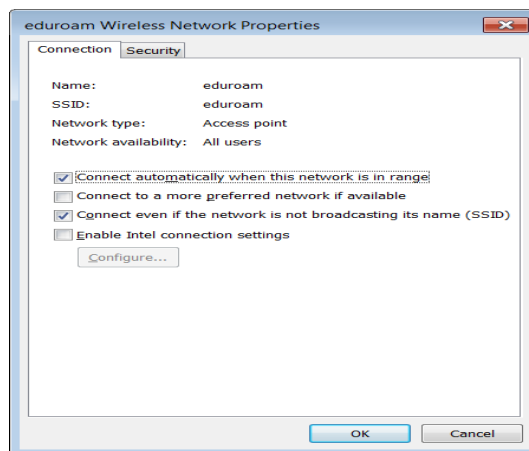 eduroam Wireless Network Properties
Connection Security
Name: eduroam
SSID: eduroam
Network type: Access point
Network availability: All users
Connect automatically when this network is in range
Connect to a more preferred network if available
Connect even if the network is not broadcasting its name (SSID)
Enable Intel connection settings
Configure...
OK Cancel